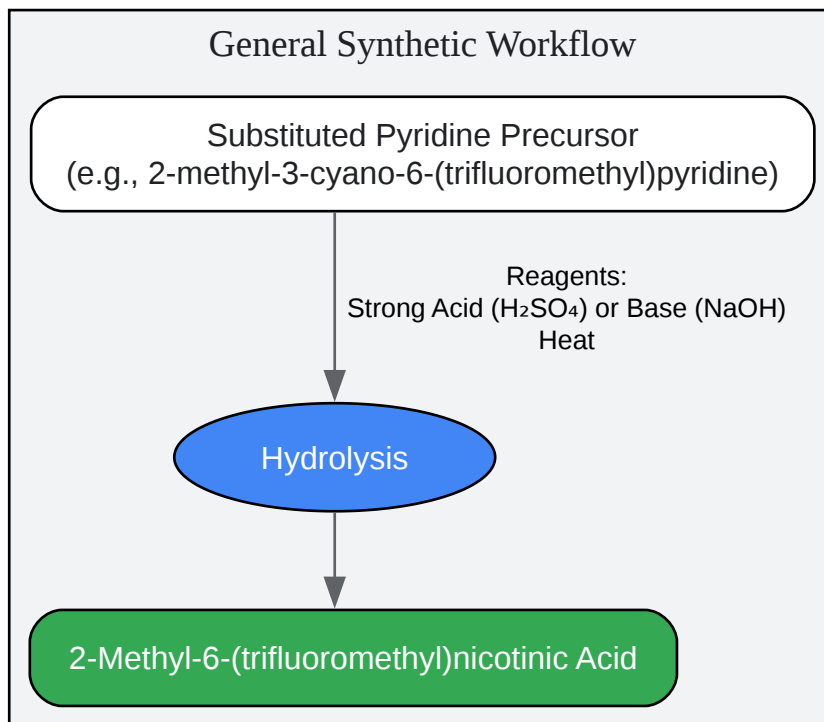 General Synthetic Workflow
Substituted Pyridine Precursor
(e.g., 2-methyl-3-cyano-6-(trifluoromethyl)pyridine)
Reagents:
Strong Acid (H₂SO₄) or Base (NaOH)
Heat
Hydrolysis
2-Methyl-6-(trifluoromethyl)nicotinic Acid